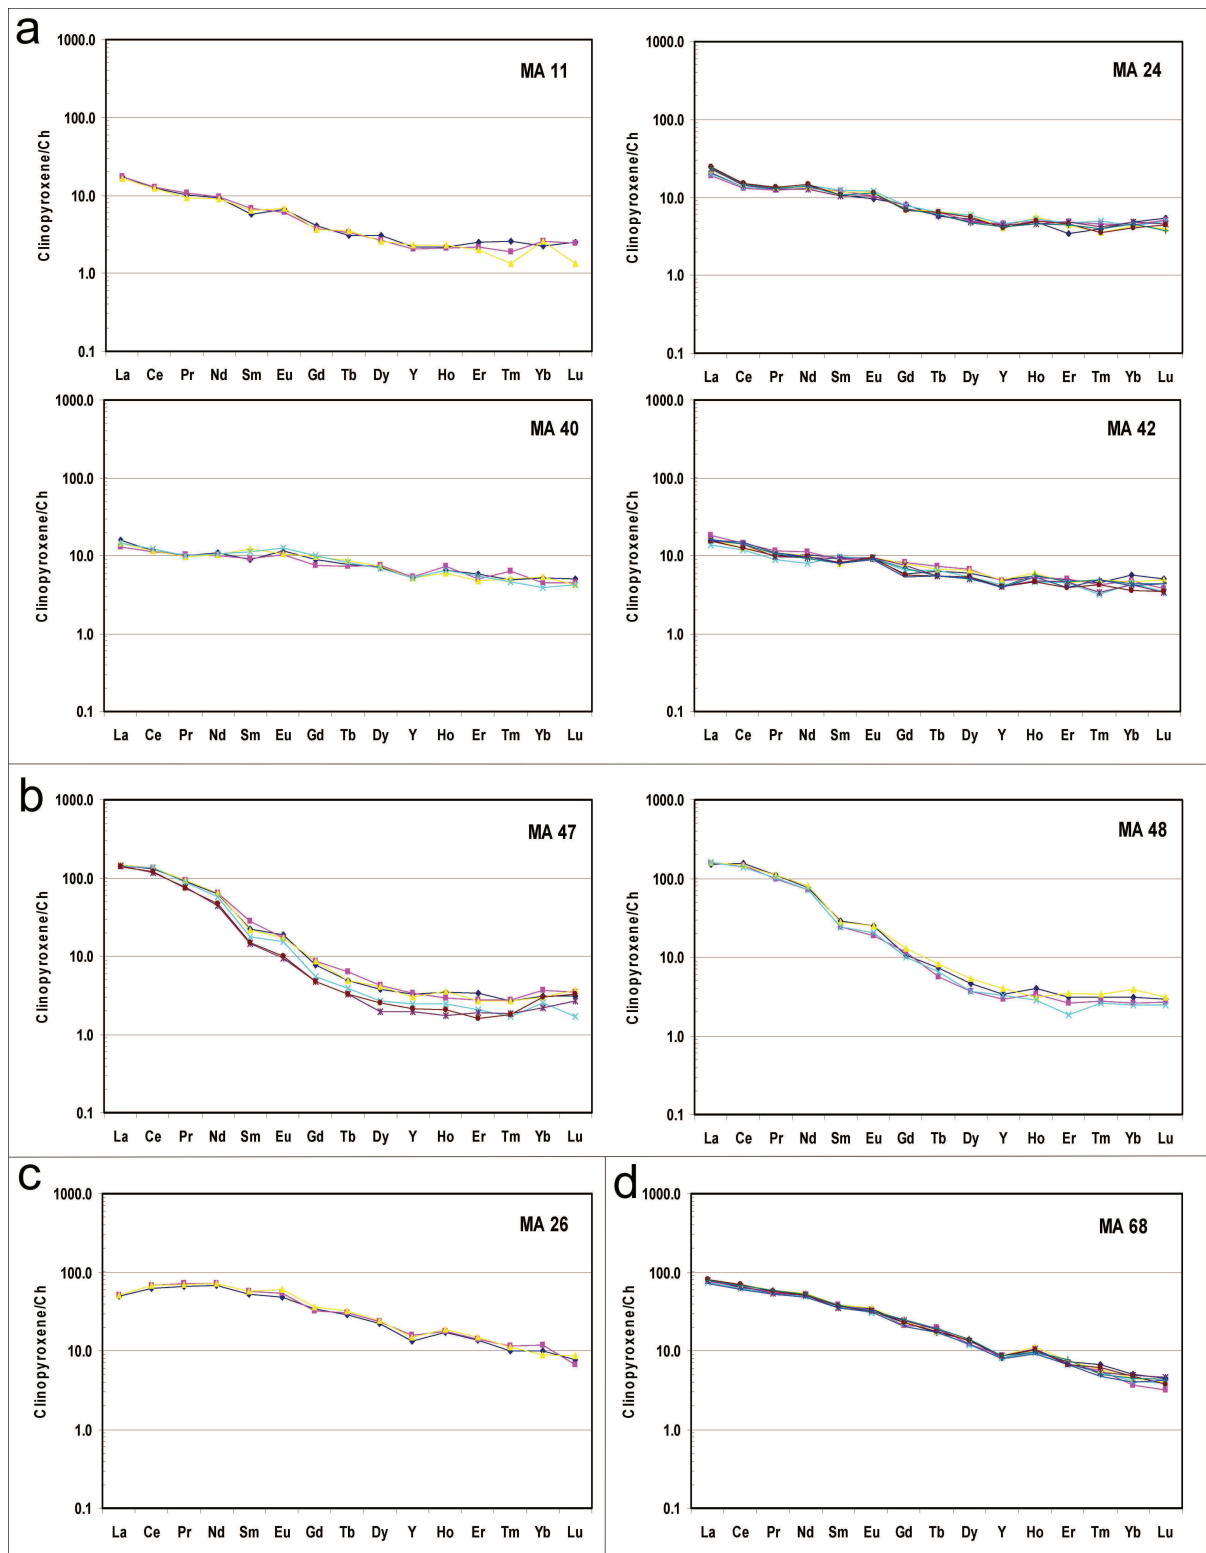 a
1000.0
100.0
10.0
1.0
0.1
Clinopyroxene/Ch
MA 11
La Ce Pr Nd Sm Eu Gd Tb Dy Y Ho Er Tm Yb Lu
1000.0
100.0
10.0
1.0
0.1
Clinopyroxene/Ch
MA 24
La Ce Pr Nd Sm Eu Gd Tb Dy Y Ho Er Tm Yb Lu
1000.0
100.0
10.0
1.0
0.1
Clinopyroxene/Ch
MA 40
La Ce Pr Nd Sm Eu Gd Tb Dy Y Ho Er Tm Yb Lu
1000.0
100.0
10.0
1.0
0.1
Clinopyroxene/Ch
MA 42
La Ce Pr Nd Sm Eu Gd Tb Dy Y Ho Er Tm Yb Lu
b
1000.0
100.0
10.0
1.0
0.1
Clinopyroxene/Ch
MA 47
La Ce Pr Nd Sm Eu Gd Tb Dy Y Ho Er Tm Yb Lu
1000.0
100.0
10.0
1.0
0.1
Clinopyroxene/Ch
MA 48
La Ce Pr Nd Sm Eu Gd Tb Dy Y Ho Er Tm Yb Lu
c
1000.0
100.0
10.0
1.0
0.1
Clinopyroxene/Ch
MA 26
La Ce Pr Nd Sm Eu Gd Tb Dy Y Ho Er Tm Yb Lu
d
1000.0
100.0
10.0
1.0
0.1
Clinopyroxene/Ch
MA 68
La Ce Pr Nd Sm Eu Gd Tb Dy Y Ho Er Tm Yb Lu